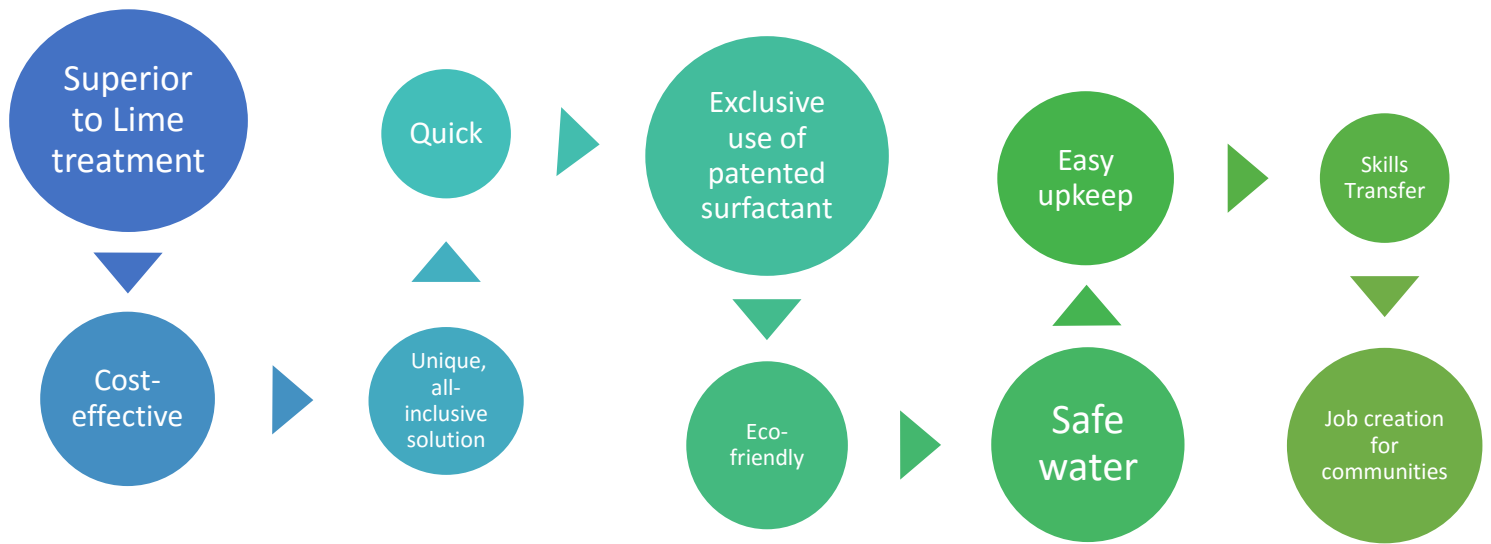 Superior
to Lime
treatment
Cost-
effective
Unique,
all-
inclusive
solution
Quick
Exclusive
use of
patented
surfactant
Eco-
friendly
Safe
water
Easy
upkeep
Skills
Transfer
Job creation
for
communities